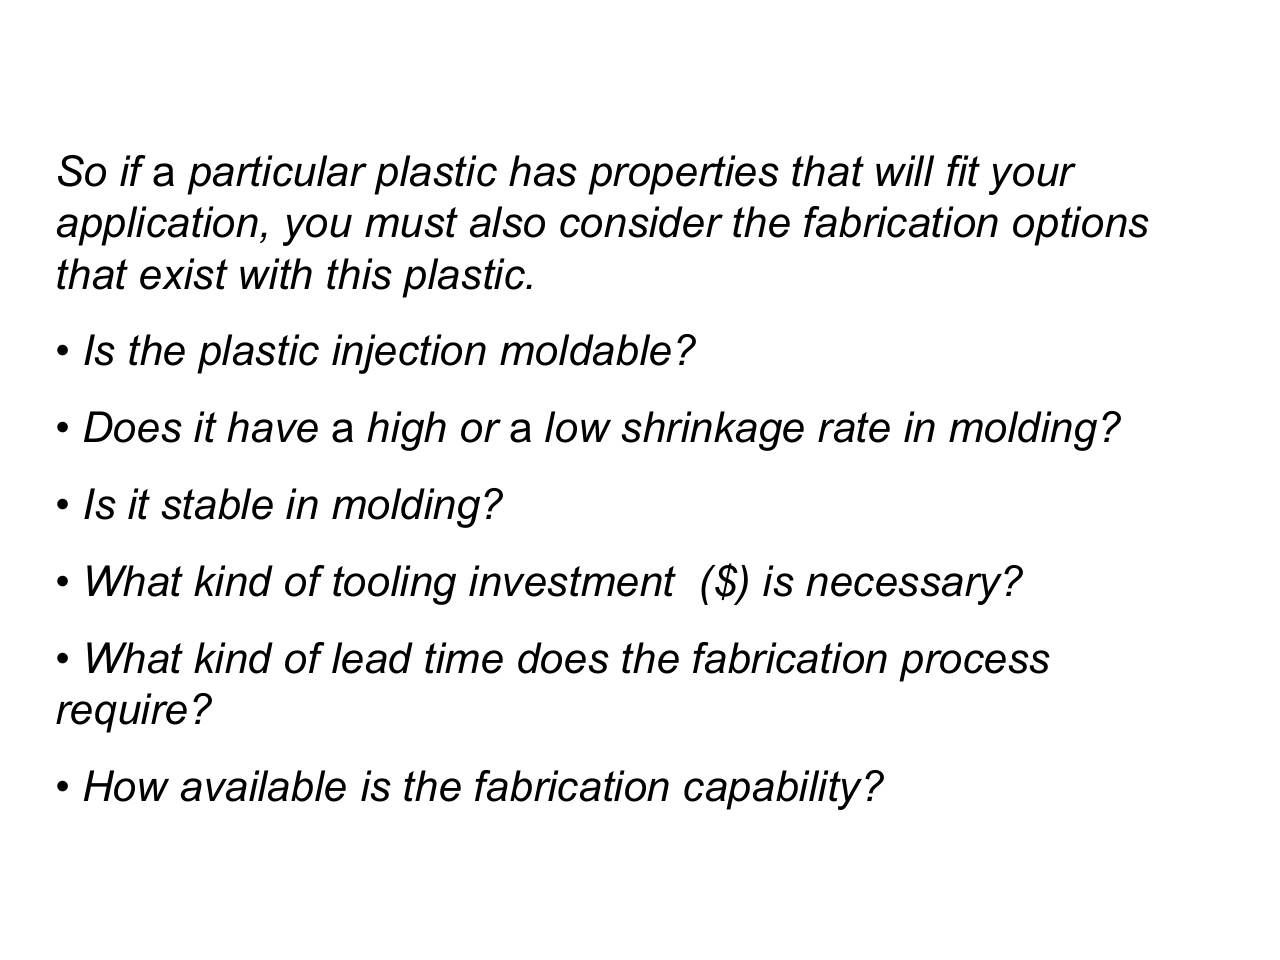 So if a particular plastic has properties that will fit your
application, you must also consider the fabrication options
that exist with this plastic.
• Is the plastic injection moldable?
• Does it have a high or a low shrinkage rate in molding?
• Is it stable in molding?
• What kind of tooling investment  ($) is necessary?
• What kind of lead time does the fabrication process
require?
• How available is the fabrication capability?